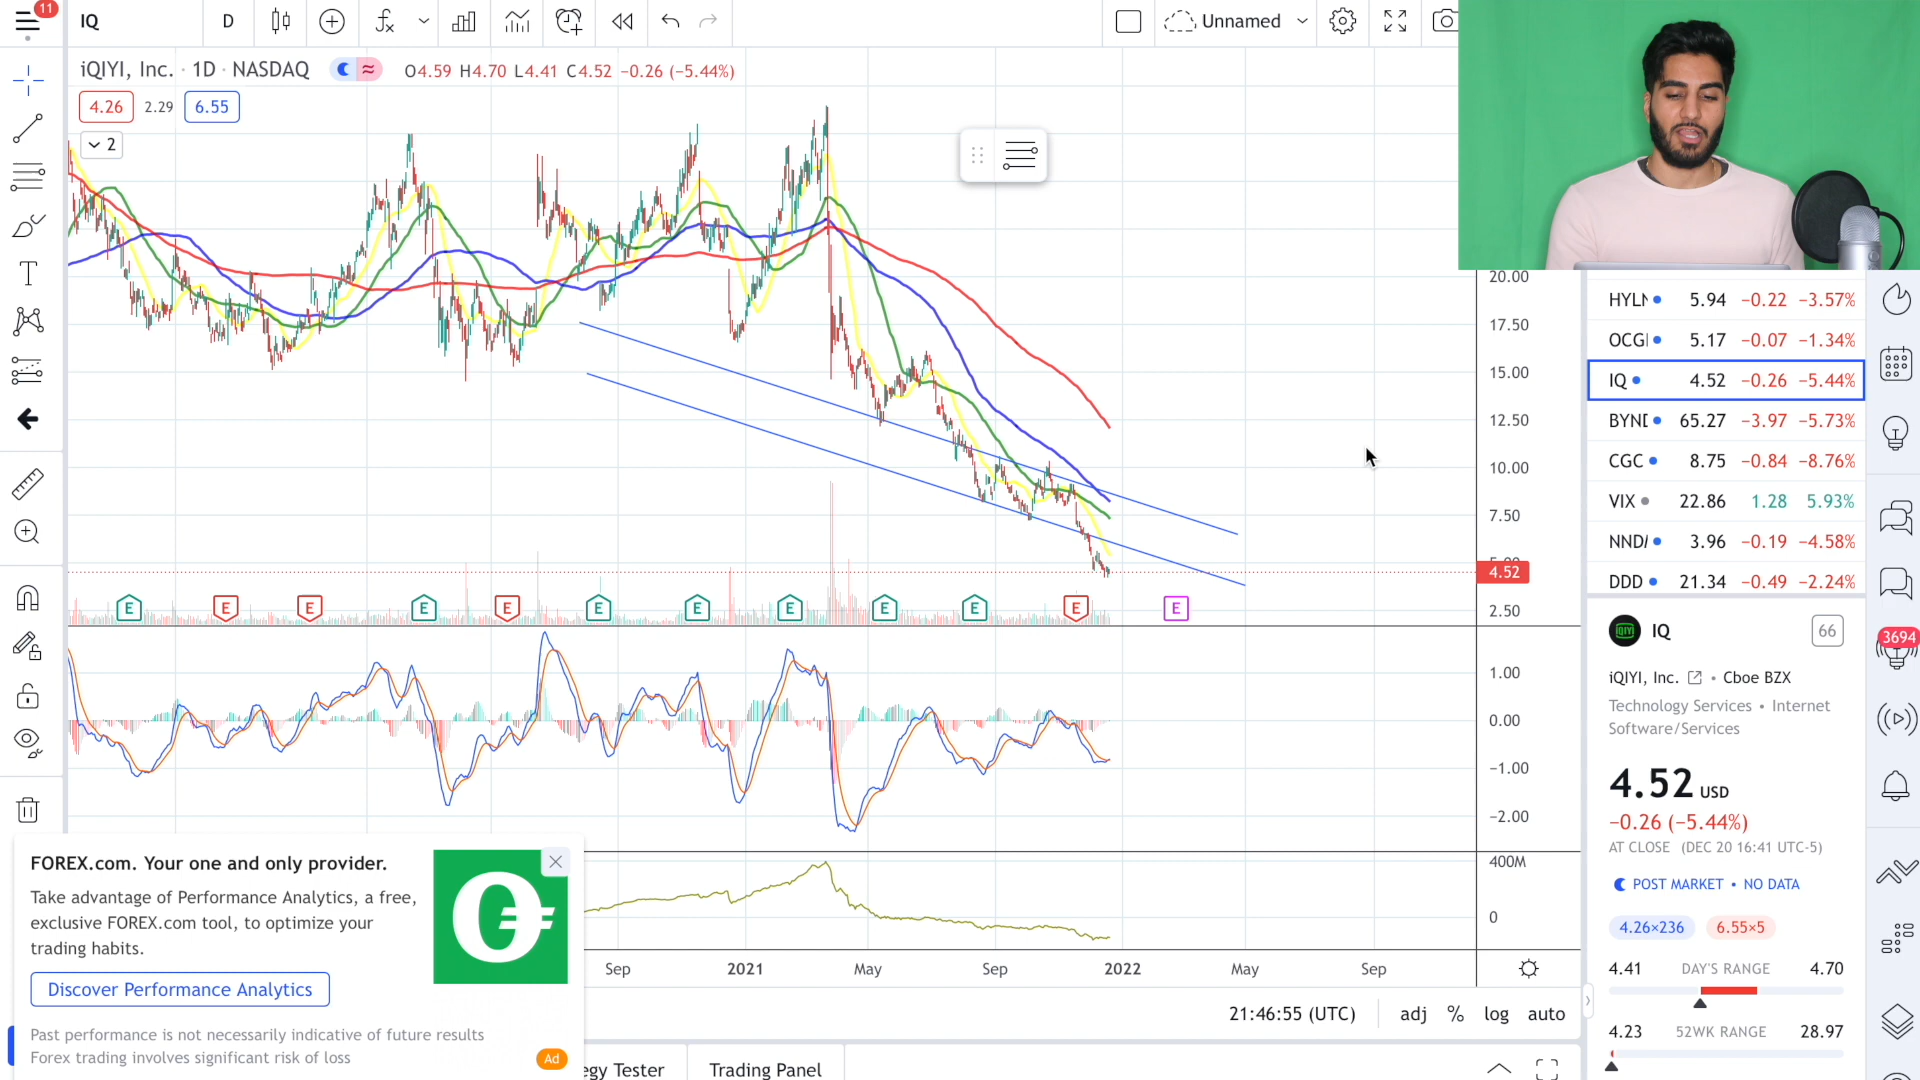 11
IQ
D
Unnamed
iQIYI, Inc. · 1D · NASDAQ
O4.59 H4.70 L4.41 C4.52 −0.26 (−5.44%)
4.26 2.29 6.55
2
20.00
17.50
15.00
12.50
10.00
7.50
4.52
2.50
E E E E E E E E E E E E
1.00
0.00
−1.00
−2.00
400M
0
Sep 2021 May Sep 2022 May Sep
21:46:55 (UTC) adj % log auto
Trading Panel
FOREX.com. Your one and only provider.
Take advantage of Performance Analytics, a free,
exclusive FOREX.com tool, to optimize your
trading habits.
Discover Performance Analytics
Past performance is not necessarily indicative of future results
Forex trading involves significant risk of loss
Ad
HYLN 5.94 −0.22 −3.57%
5.17 −0.07 −1.34%
IQ 4.52 −0.26 −5.44%
BYND 65.27 −3.97 −5.73%
CGC 8.75 −0.84 −8.76%
VIX 22.86 1.28 5.93%
3.96 −0.19 −4.58%
DDD 21.34 −0.49 −2.24%
IQ
66
3694
iQIYI, Inc. • Cboe BZX
Technology Services • Internet
Software/Services
4.52 USD
−0.26 (−5.44%)
AT CLOSE (DEC 20 16:41 UTC-5)
POST MARKET • NO DATA
4.26×236 6.55×5
4.41 DAY'S RANGE 4.70
4.23 52WK RANGE 28.97